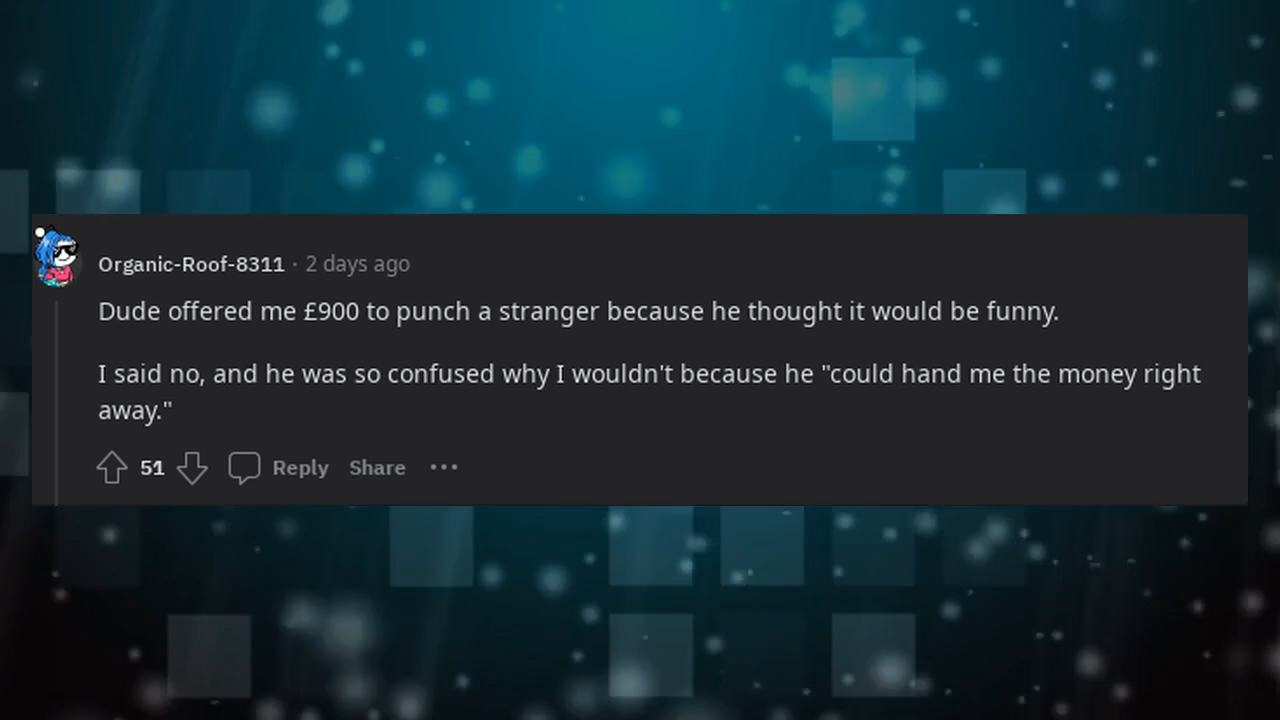 Organic-Roof-8311 · 2 days ago
Dude offered me £900 to punch a stranger because he thought it would be funny.
I said no, and he was so confused why I wouldn't because he "could hand me the money right
away."
51 Reply Share •••